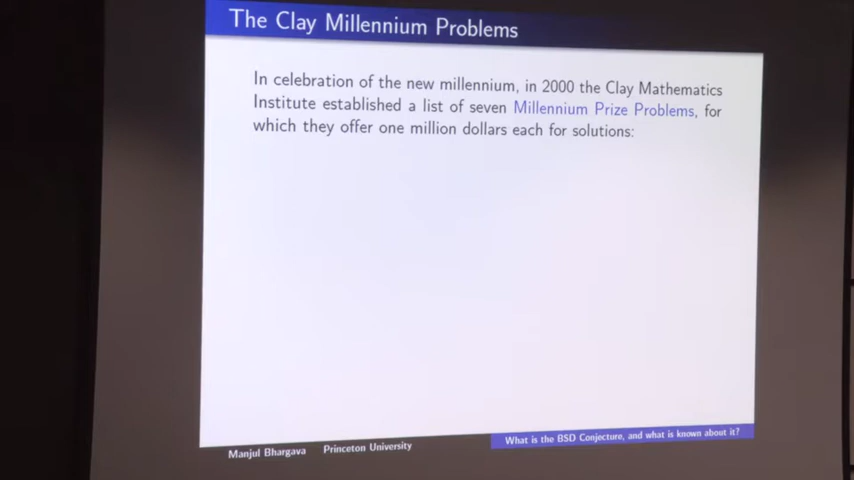 The Clay Millennium Problems
In celebration of the new millennium, in 2000 the Clay Mathematics
Institute established a list of seven Millennium Prize Problems, for
which they offer one million dollars each for solutions:
Manjul Bhargava Princeton University
What is the BSD Conjecture, and what is known about it?